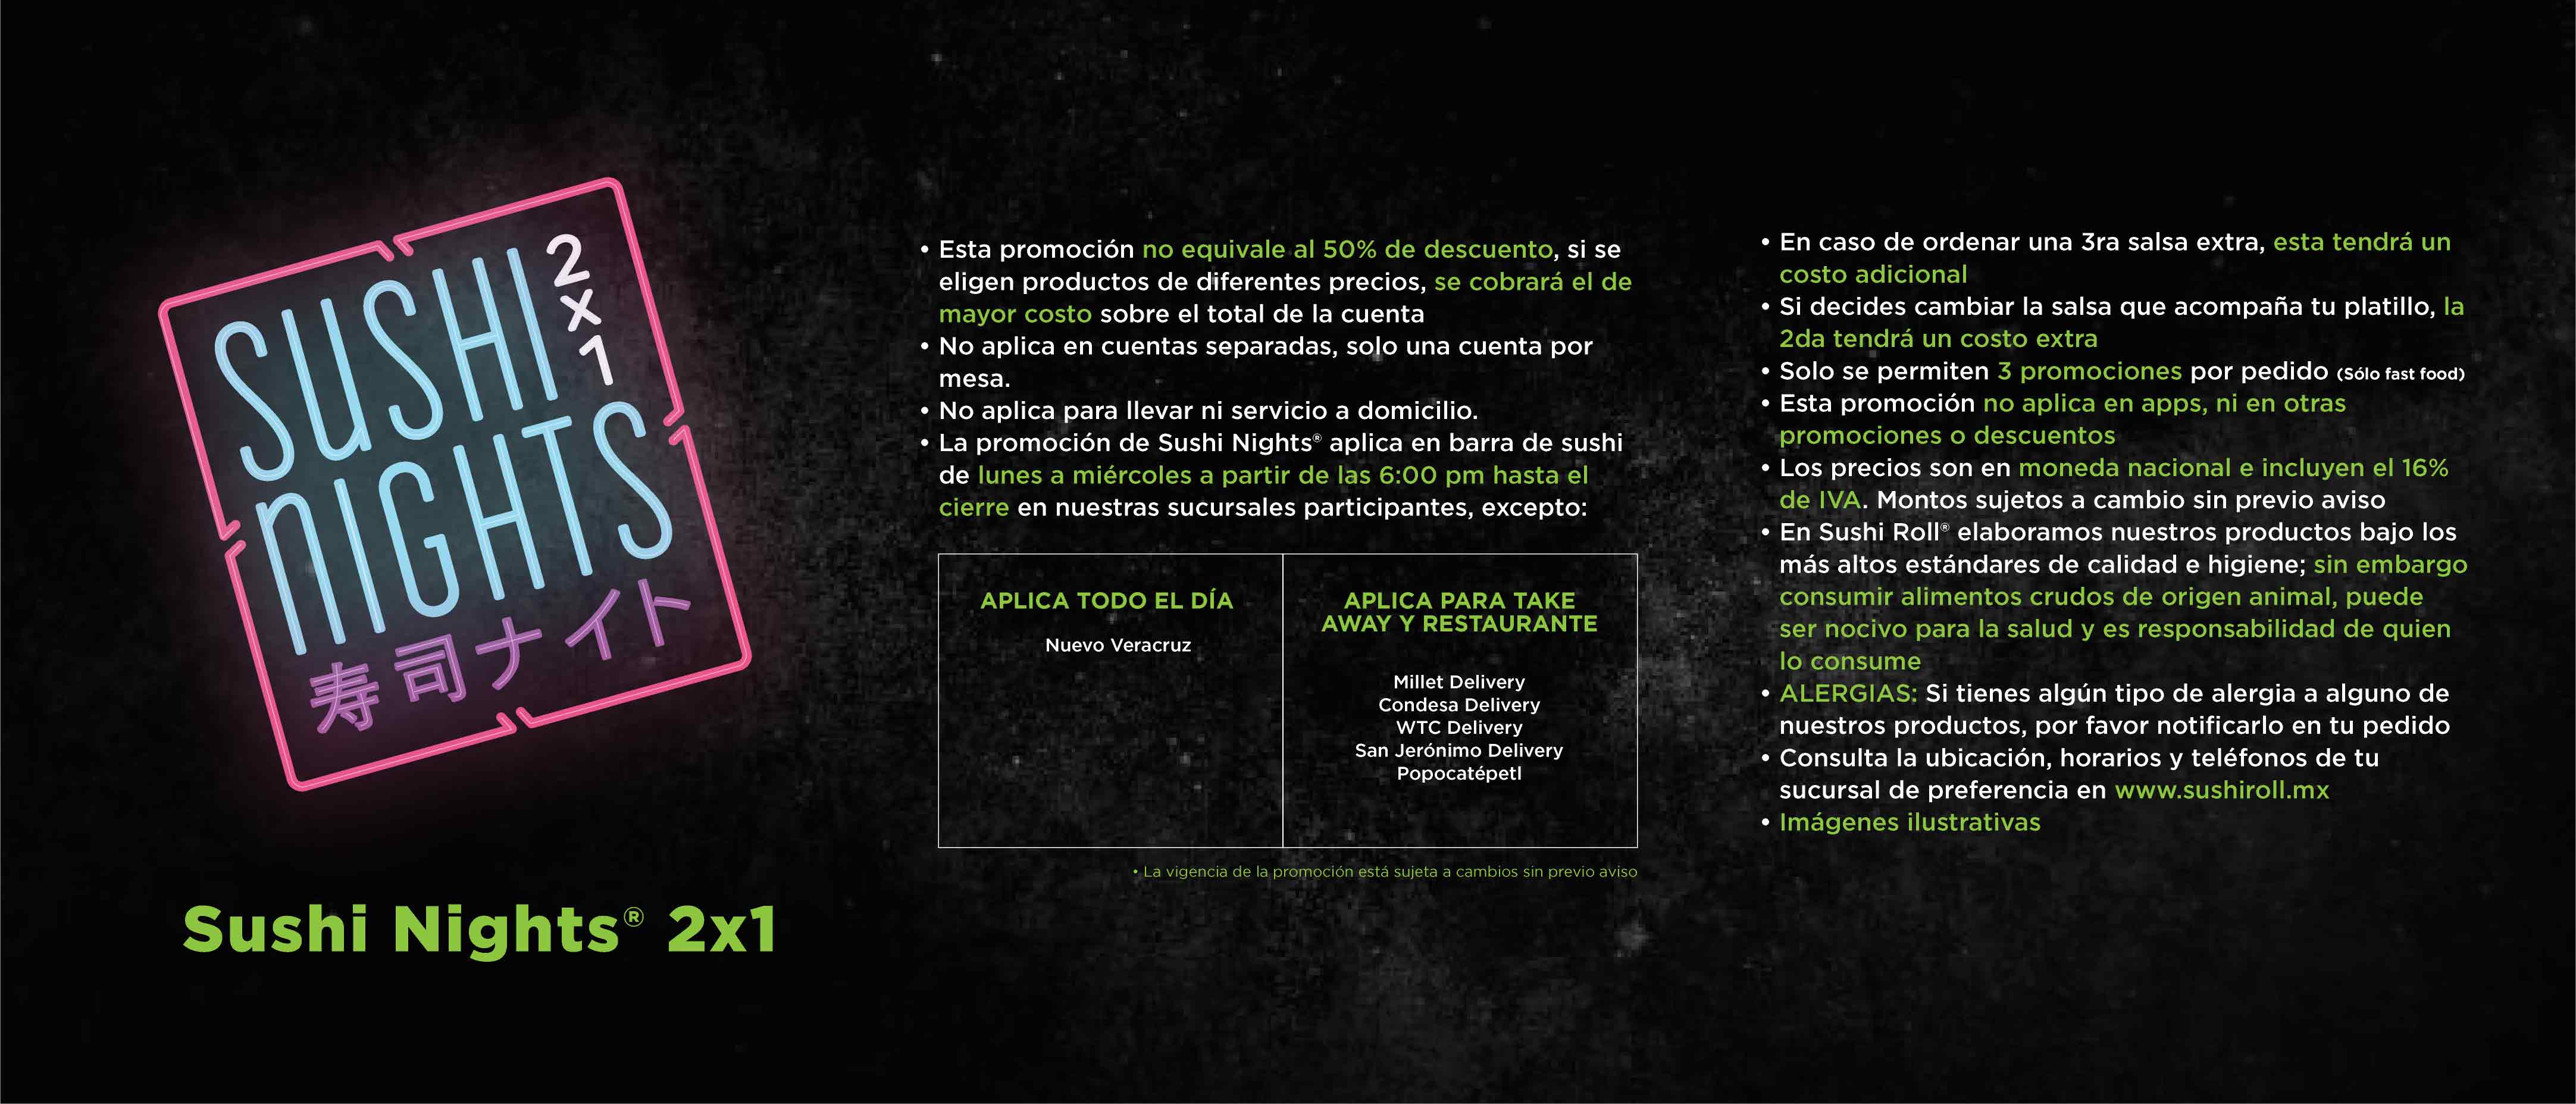 SUSHI
2x1
NIGHTS
寿司ナイト
Sushi Nights® 2x1
• Esta promoción no equivale al 50% de descuento, si se
eligen productos de diferentes precios, se cobrará el de
mayor costo sobre el total de la cuenta
• No aplica en cuentas separadas, solo una cuenta por
mesa.
• No aplica para llevar ni servicio a domicilio.
• La promoción de Sushi Nights® aplica en barra de sushi
de lunes a miércoles a partir de las 6:00 pm hasta el
cierre en nuestras sucursales participantes, excepto:
APLICA TODO EL DÍA
Nuevo Veracruz
APLICA PARA TAKE
AWAY Y RESTAURANTE
Millet Delivery
Condesa Delivery
WTC Delivery
San Jerónimo Delivery
Popocatépetl
• La vigencia de la promoción está sujeta a cambios sin previo aviso
• En caso de ordenar una 3ra salsa extra, esta tendrá un
costo adicional
• Si decides cambiar la salsa que acompaña tu platillo, la
2da tendrá un costo extra
• Solo se permiten 3 promociones por pedido (Sólo fast food)
• Esta promoción no aplica en apps, ni en otras
promociones o descuentos
• Los precios son en moneda nacional e incluyen el 16%
de IVA. Montos sujetos a cambio sin previo aviso
• En Sushi Roll® elaboramos nuestros productos bajo los
más altos estándares de calidad e higiene; sin embargo
consumir alimentos crudos de origen animal, puede
ser nocivo para la salud y es responsabilidad de quien
lo consume
• ALERGIAS: Si tienes algún tipo de alergia a alguno de
nuestros productos, por favor notificarlo en tu pedido
• Consulta la ubicación, horarios y teléfonos de tu
sucursal de preferencia en www.sushiroll.mx
• Imágenes ilustrativas